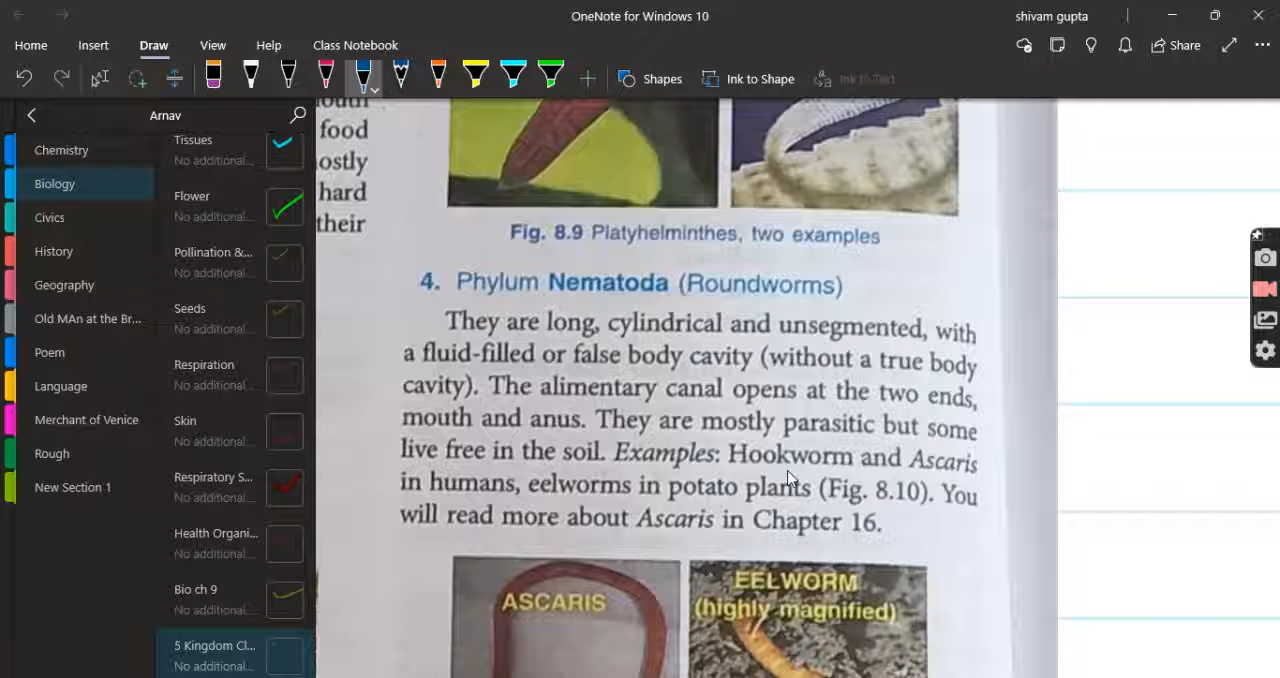 OneNote for Windows 10
shivam gupta
Home Insert Draw View Help Class Notebook
Share
Shapes
Ink to Shape
Ink to Text
Arnav
Chemistry
Biology
Civics
History
Geography
Old MAn at the Br...
Poem
Language
Merchant of Venice
Rough
New Section 1
Tissues
No additional...
Flower
No additional...
Pollination &...
No additional...
Seeds
No additional...
Respiration
No additional...
Skin
No additional...
Respiratory S...
No additional...
Health Organi...
No additional...
Bio ch 9
No additional...
5 Kingdom Cl...
No additional...
food
ostly
hard
their
Fig. 8.9 Platyhelminthes, two examples
4. Phylum Nematoda (Roundworms)
They are long, cylindrical and unsegmented, with
a fluid-filled or false body cavity (without a true body
cavity). The alimentary canal opens at the two ends,
mouth and anus. They are mostly parasitic but some
live free in the soil. Examples: Hookworm and Ascaris
in humans, eelworms in potato plants (Fig. 8.10). You
will read more about Ascaris in Chapter 16.
ASCARIS
EELWORM
(highly magnified)